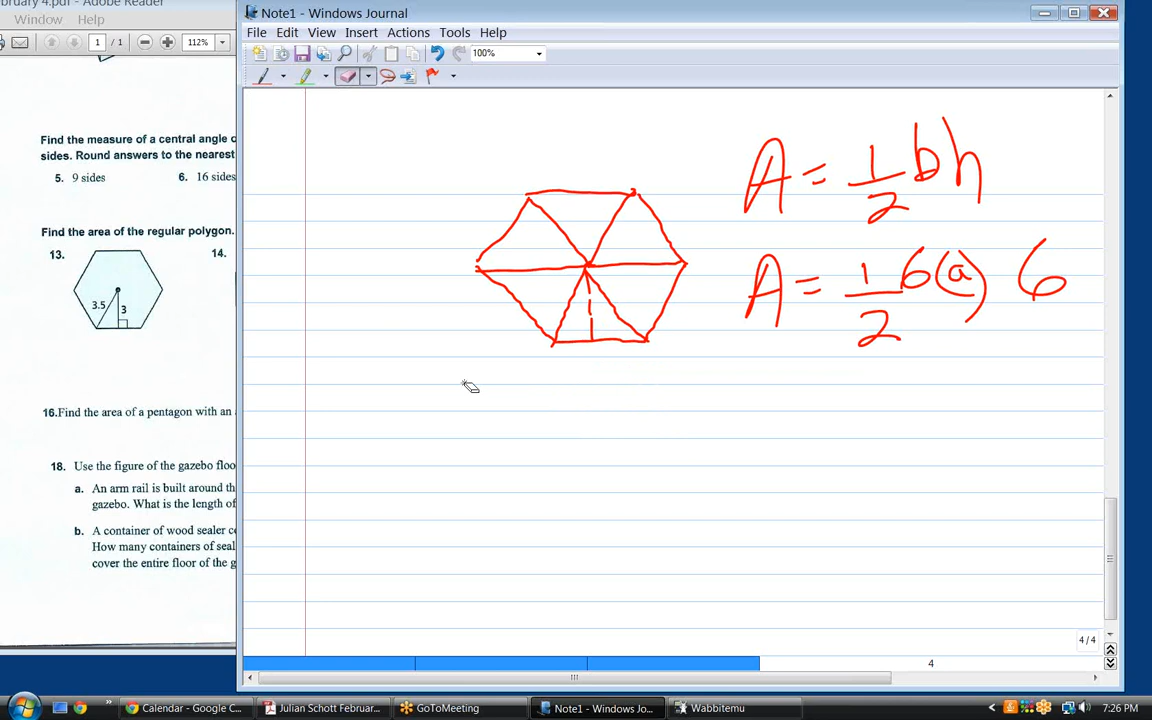 bruary 4.pdf - Adobe Reader
Window Help
1 / 1 112%
Find the measure of a central angle o
sides. Round answers to the nearest
5. 9 sides 6. 16 sides
Find the area of the regular polygon.
13. 14.
3.5 3
16.Find the area of a pentagon with an
18. Use the figure of the gazebo floo
a. An arm rail is built around th
gazebo. What is the length of
b. A container of wood sealer co
How many containers of seal
cover the entire floor of the g
Note1 - Windows Journal
File Edit View Insert Actions Tools Help
100%
A = 1/2 bh
A = 1/2 6(a) 6
4/4
4
Calendar - Google C... Julian Schott Februar... GoToMeeting Note1 - Windows Jo... Wabbitemu 7:26 PM